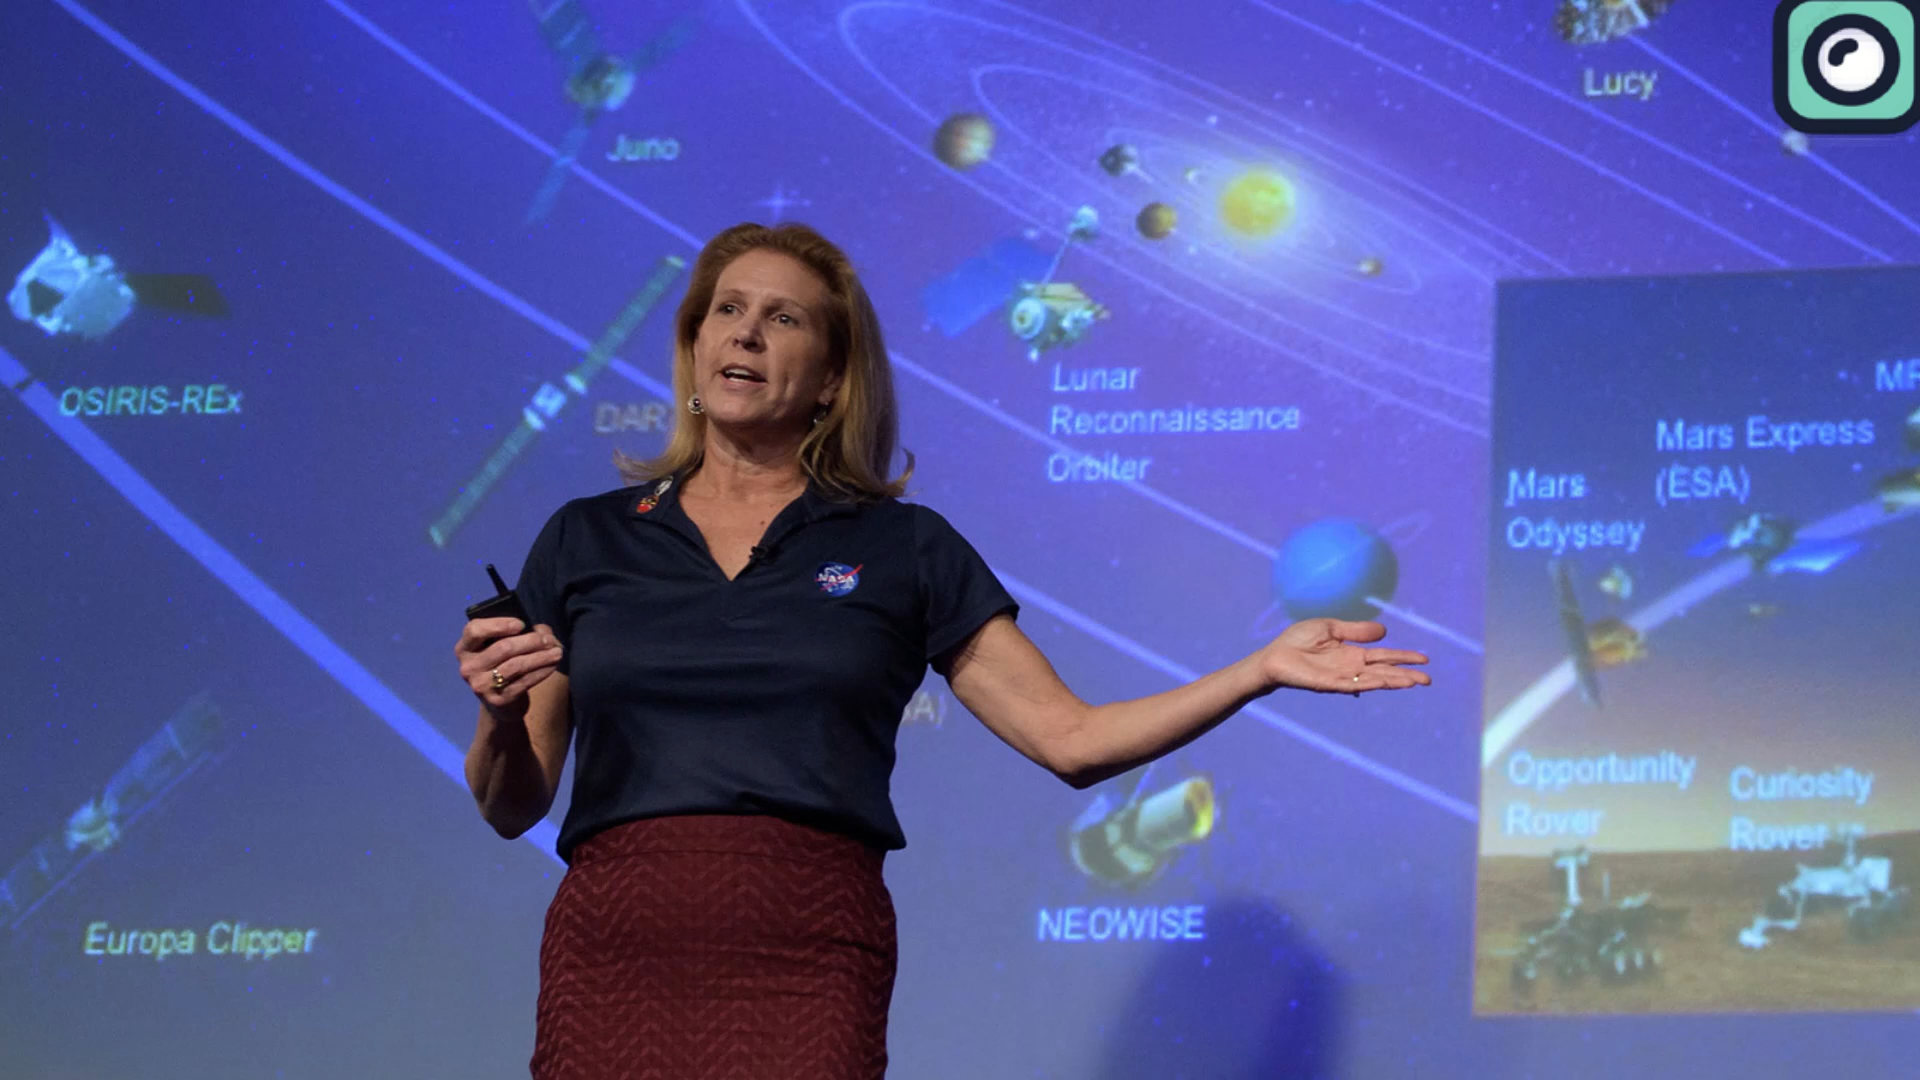 Lucy
Juno
OSIRIS-REx
DAR
Lunar
Reconnaissance
Orbiter
Mars Express
(ESA)
Mars
Odyssey
NASA
Opportunity
Rover
Curiosity
Rover
NEOWISE
Europa Clipper